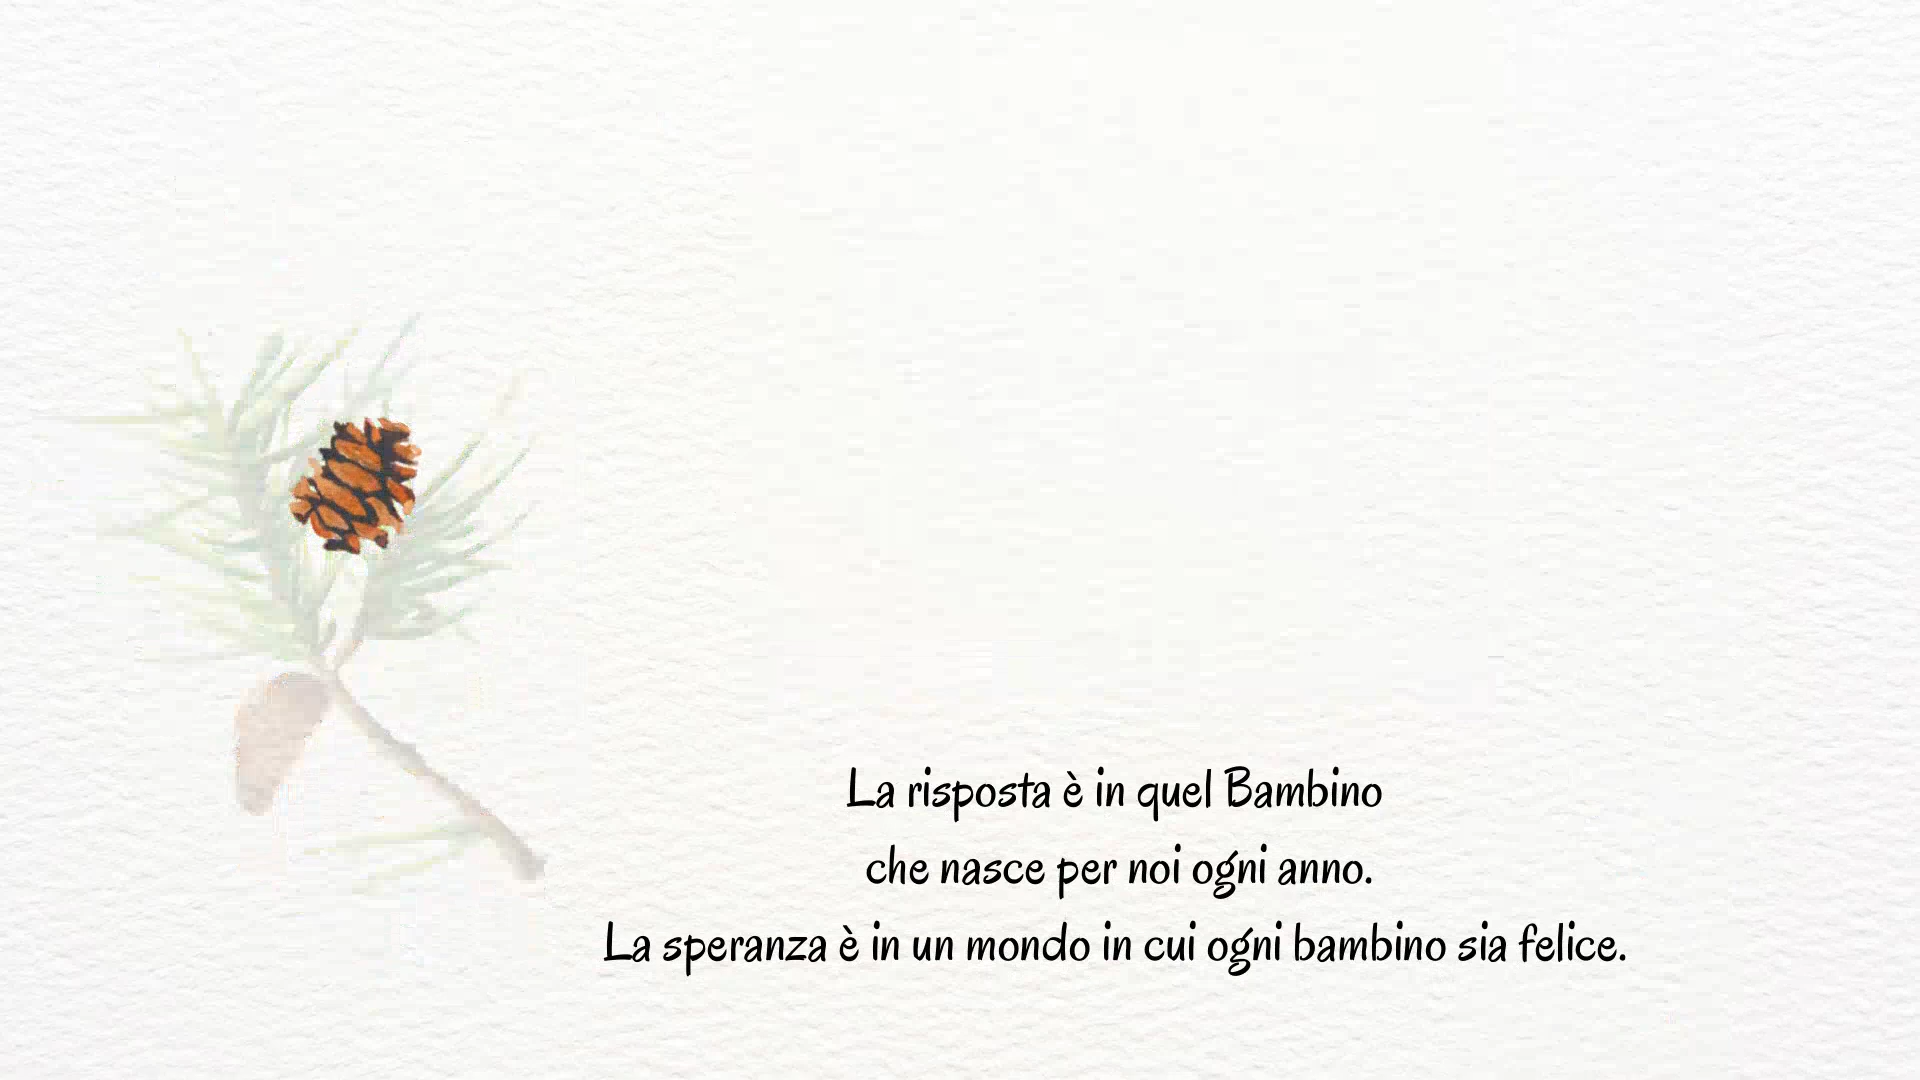 La risposta è in quel Bambino
che nasce per noi ogni anno.
La speranza è in un mondo in cui ogni bambino sia felice.